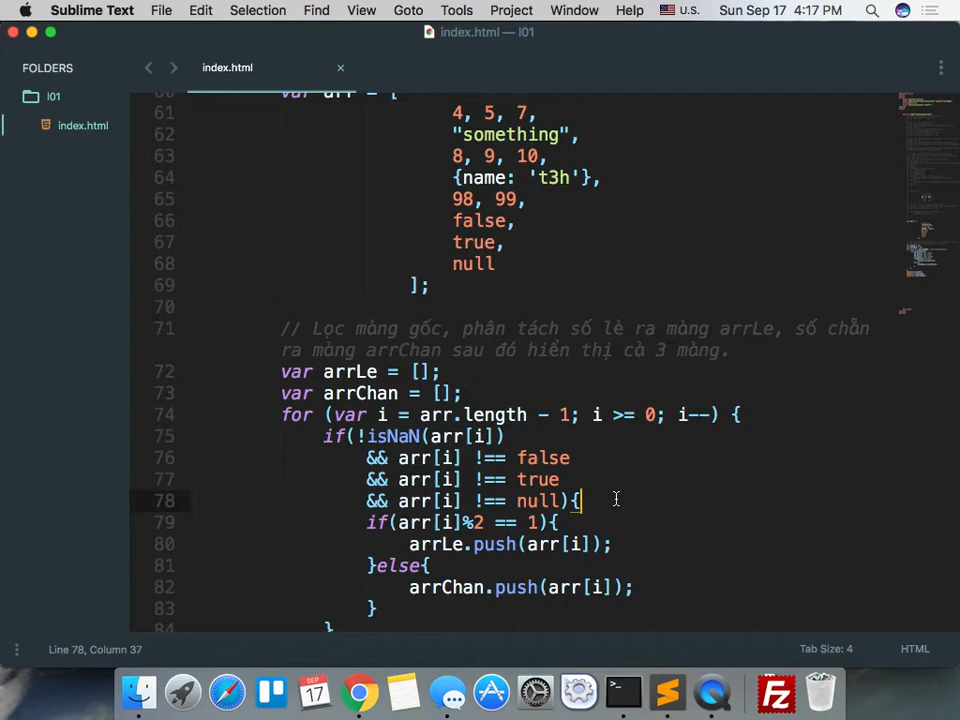 Sublime Text File Edit Selection Find View Goto Tools Project Window Help U.S. Sun Sep 17 4:17 PM
index.html — l01
FOLDERS
l01
index.html
index.html
60 var arr = [
61 4, 5, 7,
62 "something",
63 8, 9, 10,
64 {name: 't3h'},
65 98, 99,
66 false,
67 true,
68 null
69 ];
70
71 // Lọc mảng gốc, phân tách số lẻ ra mảng arrLe, số chẵn
ra mảng arrChan sau đó hiển thị cả 3 mảng.
72 var arrLe = [];
73 var arrChan = [];
74 for (var i = arr.length - 1; i >= 0; i--) {
75 if(!isNaN(arr[i])
76 && arr[i] !== false
77 && arr[i] !== true
78 && arr[i] !== null){
79 if(arr[i]%2 == 1){
80 arrLe.push(arr[i]);
81 }else{
82 arrChan.push(arr[i]);
83 }
84 }
Line 78, Column 37
Tab Size: 4
HTML
SEP
17